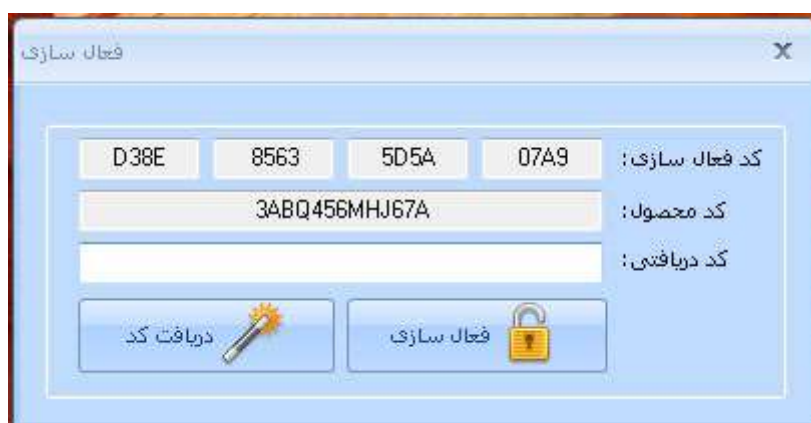 فعال سازی
کد فعال سازی: D38E 8563 5D5A 07A9
کد محصول: 3ABQ456MHJ67A
کد دریافتی:
فعال سازی دریافت کد